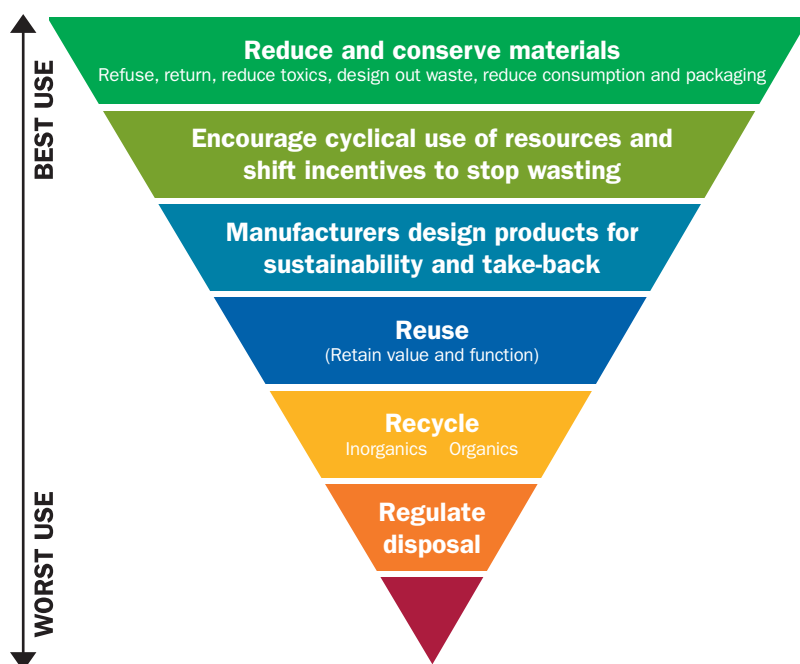 BEST USE
Reduce and conserve materials
Refuse, return, reduce toxics, design out waste, reduce consumption and packaging
Encourage cyclical use of resources and
shift incentives to stop wasting
Manufacturers design products for
sustainability and take-back
Reuse
(Retain value and function)
Recycle
Inorganics Organics
Regulate
disposal
WORST USE